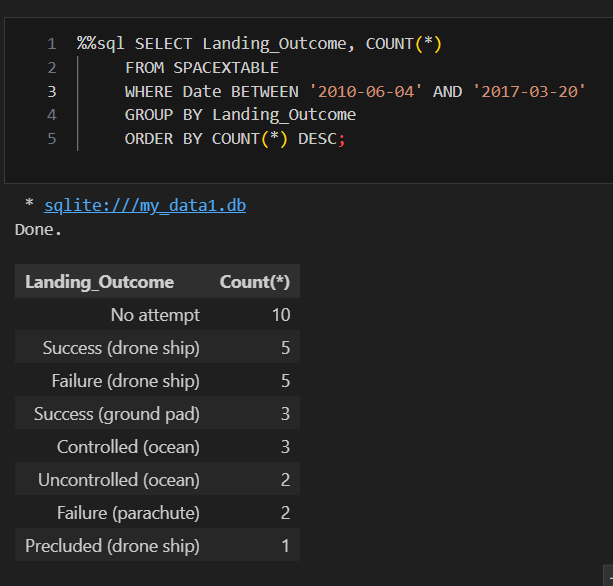 1 %%sql SELECT Landing_Outcome, COUNT(*)
2 FROM SPACEXTABLE
3 WHERE Date BETWEEN '2010-06-04' AND '2017-03-20'
4 GROUP BY Landing_Outcome
5 ORDER BY COUNT(*) DESC;
* sqlite:///my_data1.db
Done.
Landing_Outcome Count(*)
No attempt 10
Success (drone ship) 5
Failure (drone ship) 5
Success (ground pad) 3
Controlled (ocean) 3
Uncontrolled (ocean) 2
Failure (parachute) 2
Precluded (drone ship) 1